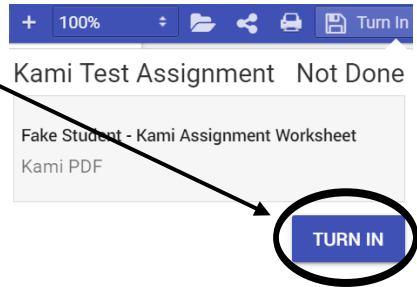 + 100% Turn In
Kami Test Assignment Not Done
Fake Student - Kami Assignment Worksheet
Kami PDF
TURN IN